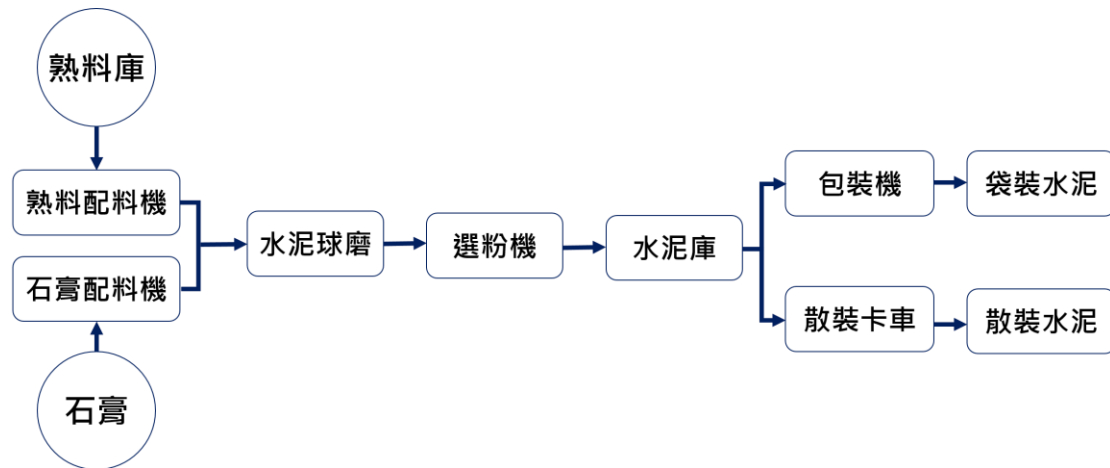 熟料庫
熟料配料機
石膏配料機
石膏
水泥球磨
選粉機
水泥庫
包裝機
袋裝水泥
散裝卡車
散裝水泥